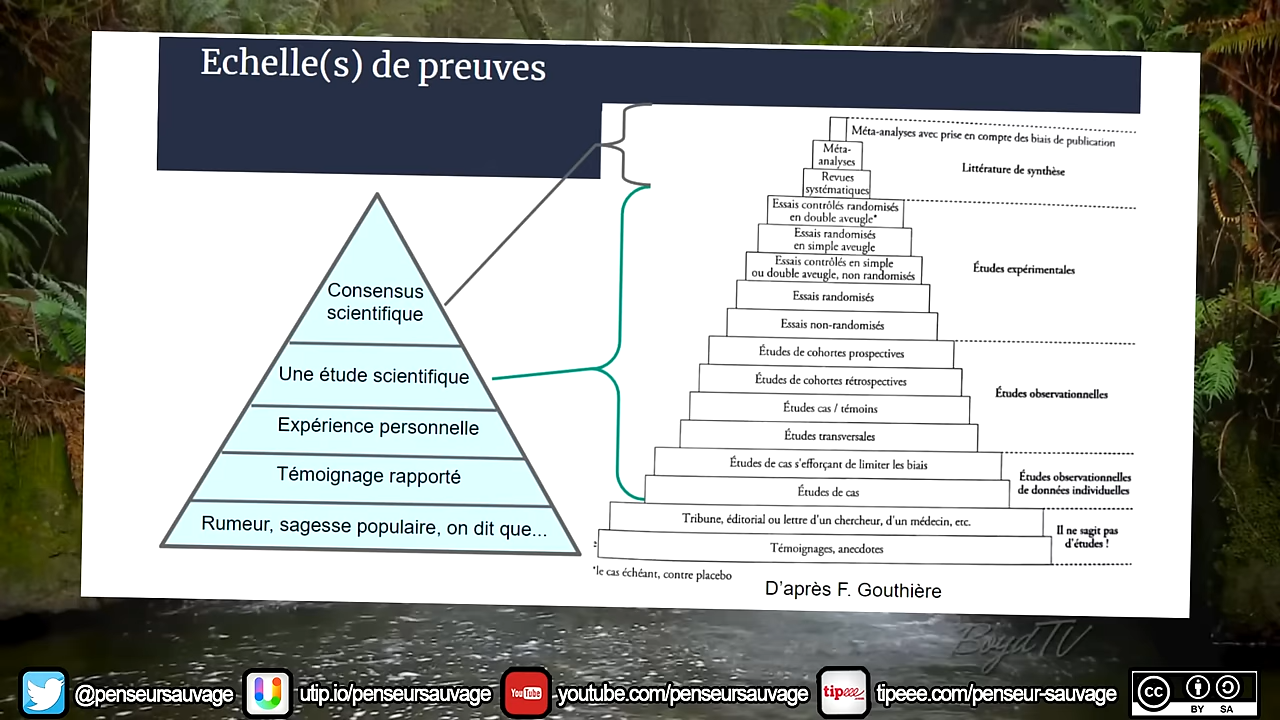 Echelle(s) de preuves
Consensus
scientifique
Une étude scientifique
Expérience personnelle
Témoignage rapporté
Rumeur, sagesse populaire, on dit que...
Méta-analyses avec prise en compte des biais de publication
Méta-
analyses
Revues
systématiques
Littérature de synthèse
Essais contrôlés randomisés
en double aveugle*
Essais randomisés
en simple aveugle
Essais contrôlés en simple
ou double aveugle, non randomisés
Essais randomisés
Essais non-randomisés
Études expérimentales
Études de cohortes prospectives
Études de cohortes rétrospectives
Études cas / témoins
Études transversales
Études observationnelles
Études de cas s'efforçant de limiter les biais
Études de cas
Études observationnelles
de données individuelles
Tribune, éditorial ou lettre d'un chercheur, d'un médecin, etc.
Témoignages, anecdotes
Il ne sagit pas
d'études !
*le cas échéant, contre placebo
D'après F. Gouthière
BoydTV
@penseursauvage
utip.io/penseursauvage
YouTube
youtube.com/penseursauvage
tipeee
tipeee.com/penseur-sauvage
cc
BY SA